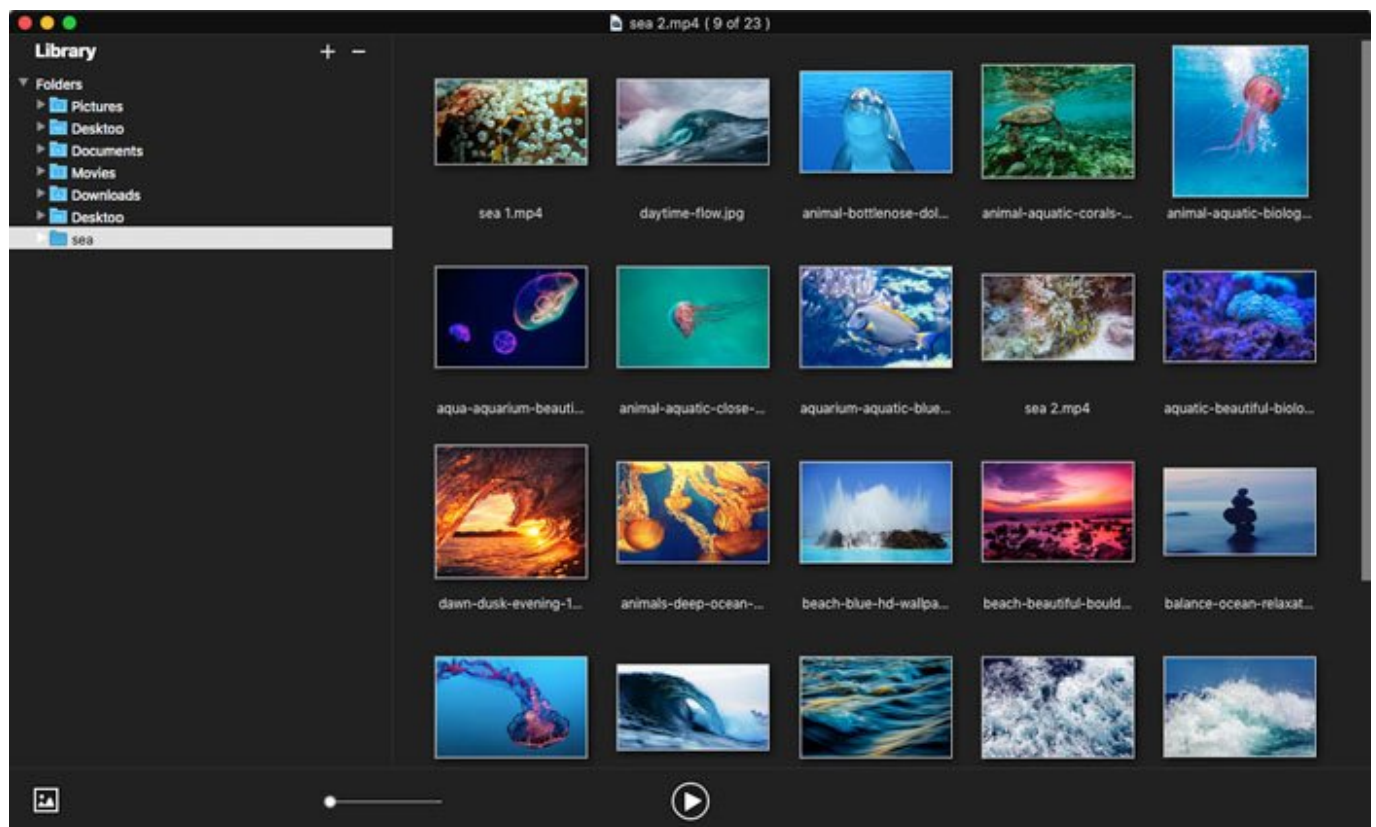 sea 2.mp4 ( 9 of 23 )
Library + −
Folders
Pictures
Desktoo
Documents
Movies
Downloads
Desktoo
sea
sea 1.mp4
daytime-flow.jpg
animal-bottlenose-dol...
animal-aquatic-corals-...
animal-aquatic-biolog...
aqua-aquarium-beauti...
animal-aquatic-close-...
aquarium-aquatic-blue...
sea 2.mp4
aquatic-beautiful-biolo...
dawn-dusk-evening-1...
animals-deep-ocean-...
beach-blue-hd-wallpa...
beach-beautiful-bould...
balance-ocean-relaxat...